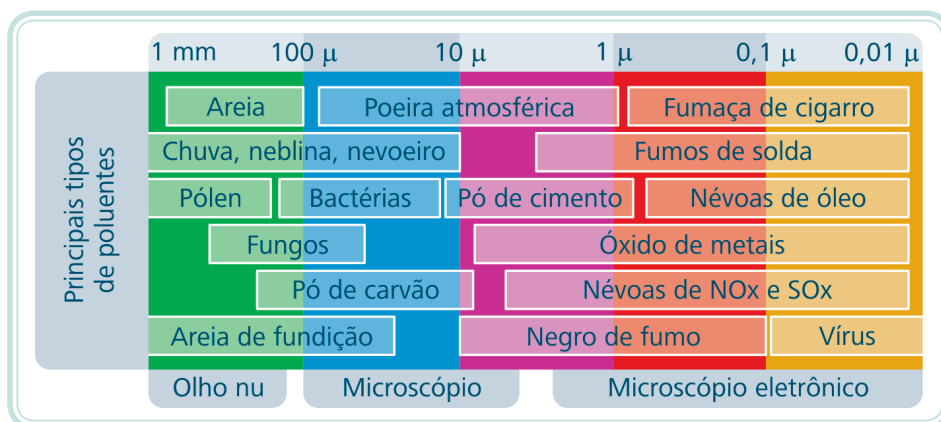 1 mm 100 μ 10 μ 1 μ 0,1 μ 0,01 μ
Principais tipos
de poluentes
Areia Poeira atmosférica Fumaça de cigarro
Chuva, neblina, nevoeiro Fumos de solda
Pólen Bactérias Pó de cimento Névoas de óleo
Fungos Óxido de metais
Pó de carvão Névoas de NOx e SOx
Areia de fundição Negro de fumo Vírus
Olho nu Microscópio Microscópio eletrônico